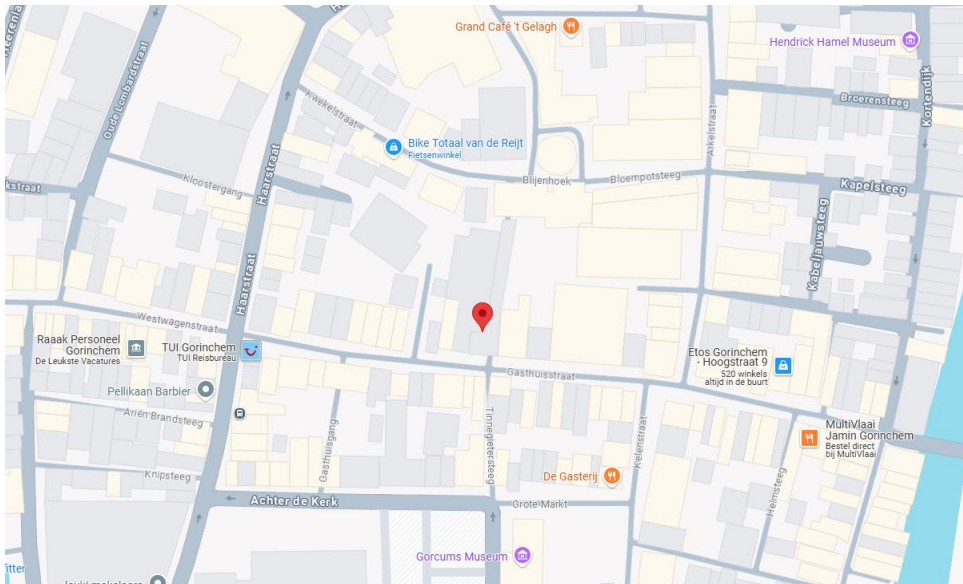 Grand Café 't Gelagh
Hendrick Hamel Museum
Oude Lombardstraat
Kwekelstraat
Broerensteeg
Kortendijk
Arkelstraat
Bike Totaal van de Reijt
Fietsenwinkel
Haarstraat
Kloostergang
Blijenhoek
Bloempotsteeg
Kapelsteeg
kstraat
Kabeljauwsteeg
Haarstraat
Westwagenstraat
Raaak Personeel
Gorinchem
De Leukste Vacatures
TUI Gorinchem
TUI Reisbureau
Etos Gorinchem
- Hoogstraat 9
520 winkels
altijd in de buurt
Gasthuisstraat
Pellikaan Barbier
Ariën Brandsteeg
Tinnegietersteeg
Kelenstraat
MultiVlaai
Jamin Gorinchem
Bestel direct
bij MultiVlaai
Gasthuisgang
Knipsteeg
De Gasterij
Helmsteeg
Achter de Kerk
Grote Markt
Gorcums Museum